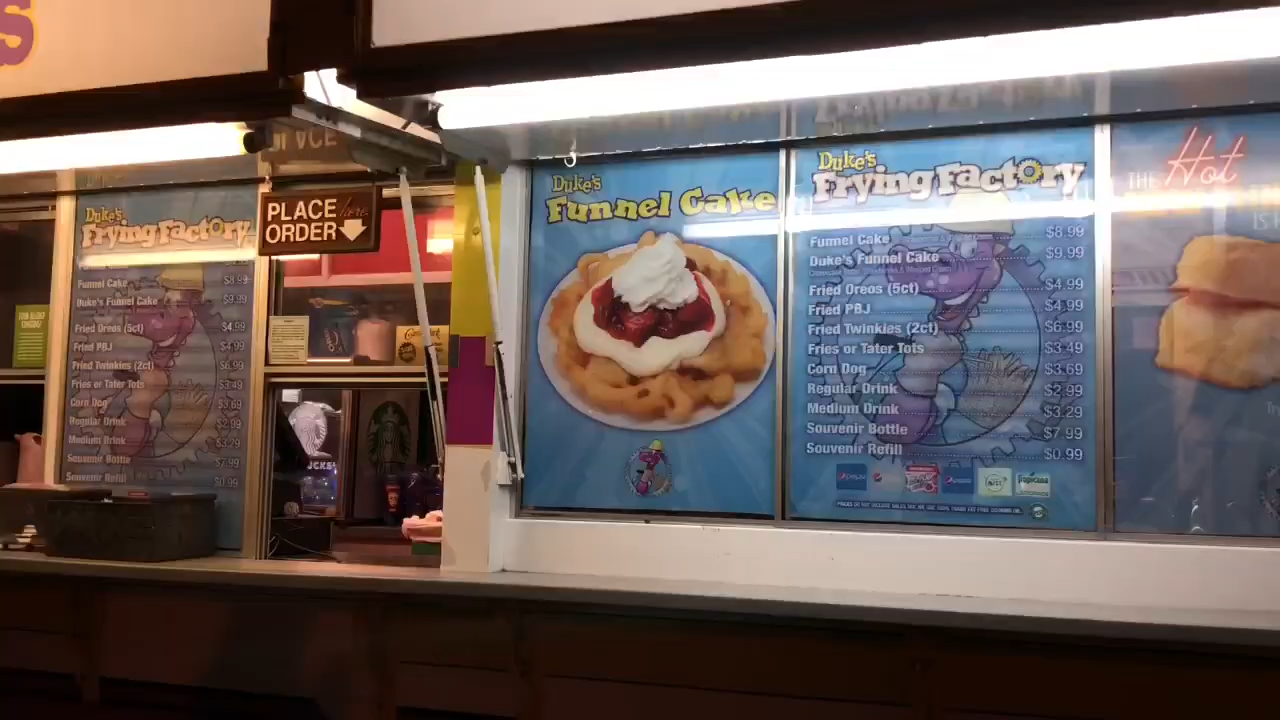 S
Duke's
Frying Factory
Funnel Cake $8.99
Duke's Funnel Cake $9.99
Fried Oreos (5ct) $4.99
Fried PBJ $4.99
Fried Twinkies (2ct) $6.99
Fries or Tater Tots $3.49
Corn Dog $3.69
Regular Drink $2.99
Medium Drink $3.29
Souvenir Bottle $7.99
Souvenir Refill $0.99
PLACE here
ORDER
Duke's
Funnel Cake
Duke's
Frying Factory
Funnel Cake $8.99
Duke's Funnel Cake $9.99
Fried Oreos (5ct) $4.99
Fried PBJ $4.99
Fried Twinkies (2ct) $6.99
Fries or Tater Tots $3.49
Corn Dog $3.69
Regular Drink $2.99
Medium Drink $3.29
Souvenir Bottle $7.99
Souvenir Refill $0.99
pepsi
pepsi
Tropicana
THE Hot